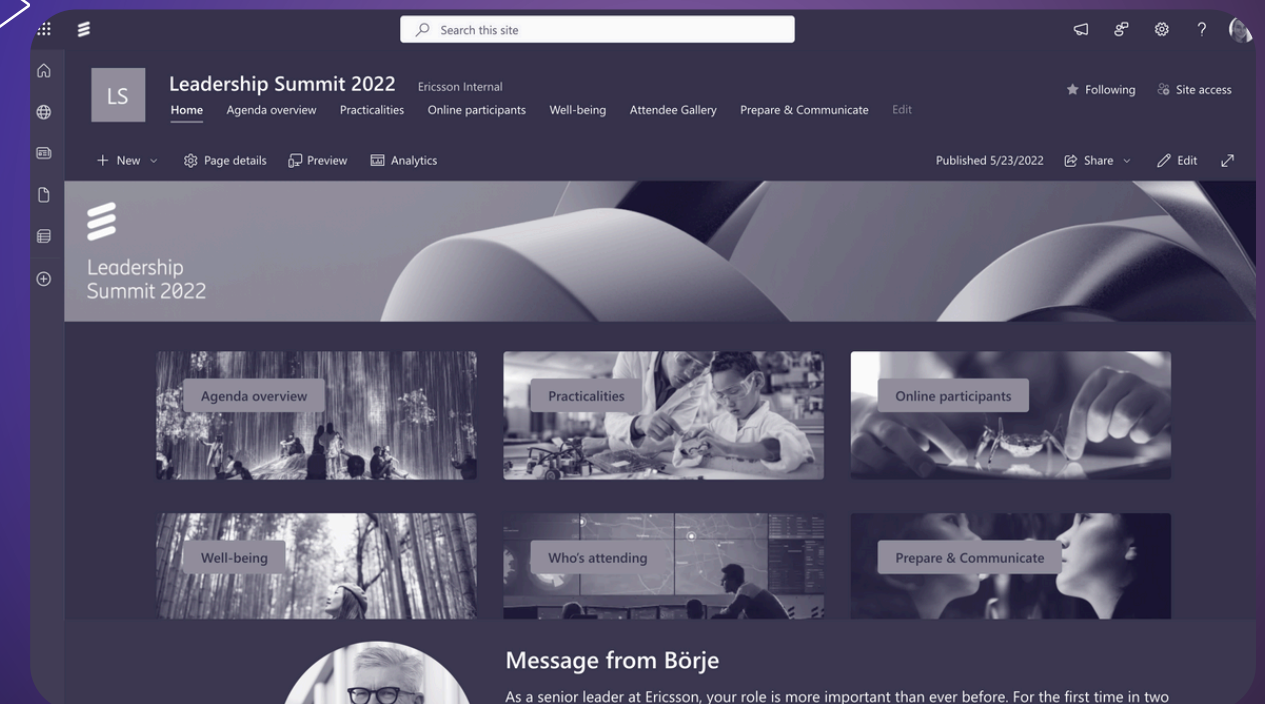 Search this site
?
LS
Leadership Summit 2022
Ericsson Internal
Following
Site access
Home
Agenda overview
Practicalities
Online participants
Well-being
Attendee Gallery
Prepare & Communicate
Edit
New
Page details
Preview
Analytics
Published 5/23/2022
Share
Edit
Leadership
Summit 2022
Agenda overview
Practicalities
Online participants
Well-being
Who's attending
Prepare & Communicate
Message from Börje
As a senior leader at Ericsson, your role is more important than ever before. For the first time in two